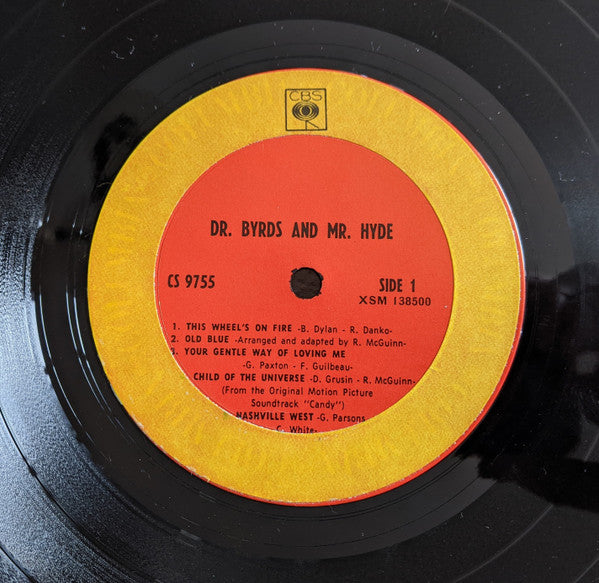 CBS
DR. BYRDS AND MR. HYDE
CS 9755
SIDE 1
XSM 138500
1. THIS WHEEL'S ON FIRE -B. Dylan - R. Danko-
2. OLD BLUE -Arranged and adapted by R. McGuinn-
3. YOUR GENTLE WAY OF LOVING ME
-G. Paxton - F. Guilbeau-
CHILD OF THE UNIVERSE -D. Grusin - R. McGuinn-
(From the Original Motion Picture
Soundtrack "Candy")
NASHVILLE WEST -G. Parsons
C. White-